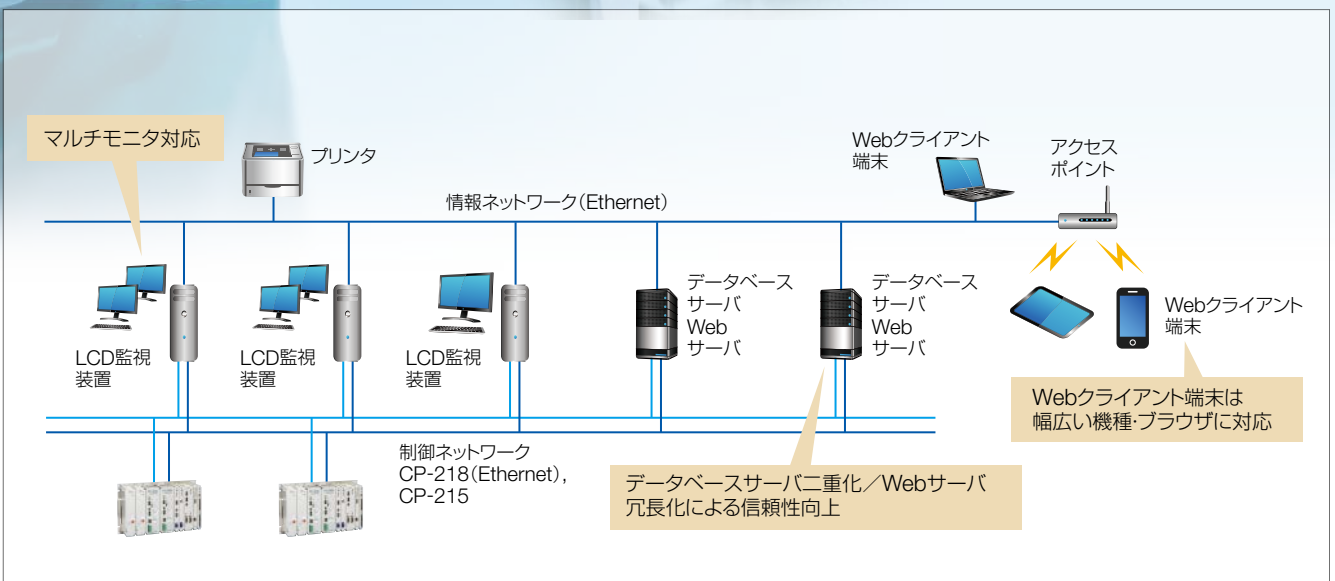 マルチモニタ対応
プリンタ
Webクライアント
端末
アクセス
ポイント
情報ネットワーク(Ethernet)
LCD監視
装置
LCD監視
装置
LCD監視
装置
データベース
サーバ
Web
サーバ
データベース
サーバ
Web
サーバ
Webクライアント
端末
Webクライアント端末は
幅広い機種・ブラウザに対応
制御ネットワーク
CP-218(Ethernet),
CP-215
データベースサーバ二重化/Webサーバ
冗長化による信頼性向上